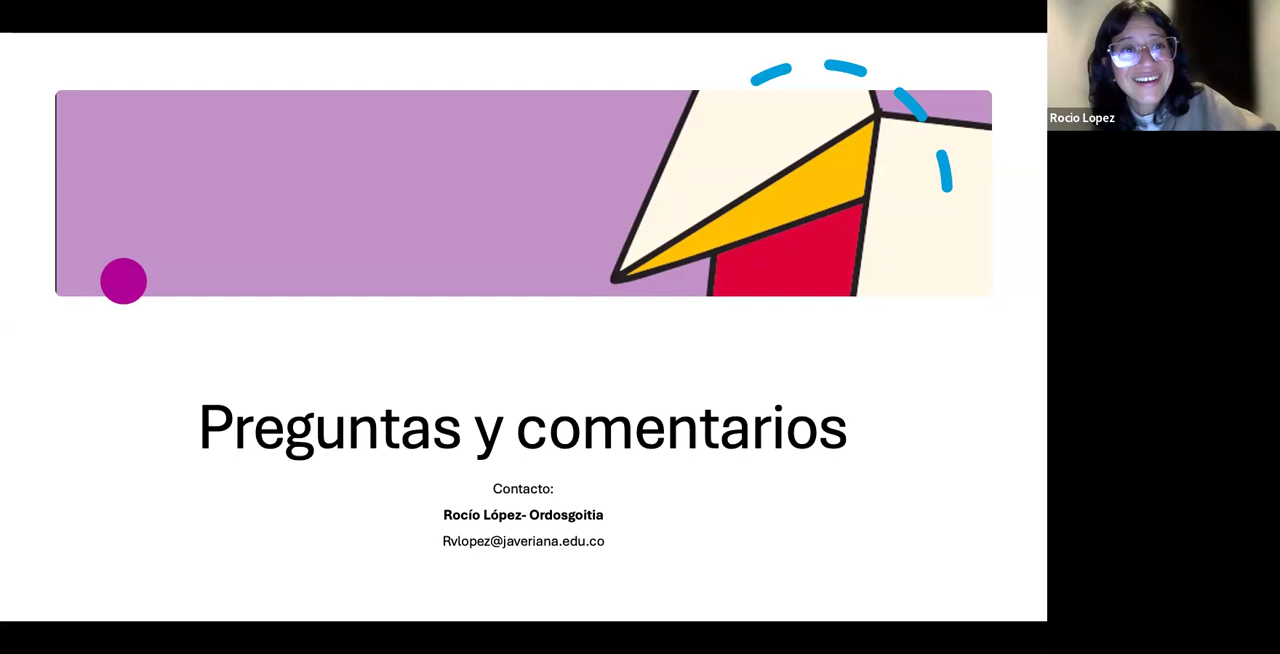 Rocio Lopez
Preguntas y comentarios
Contacto:
Rocío López- Ordosgoitia
Rvlopez@javeriana.edu.co